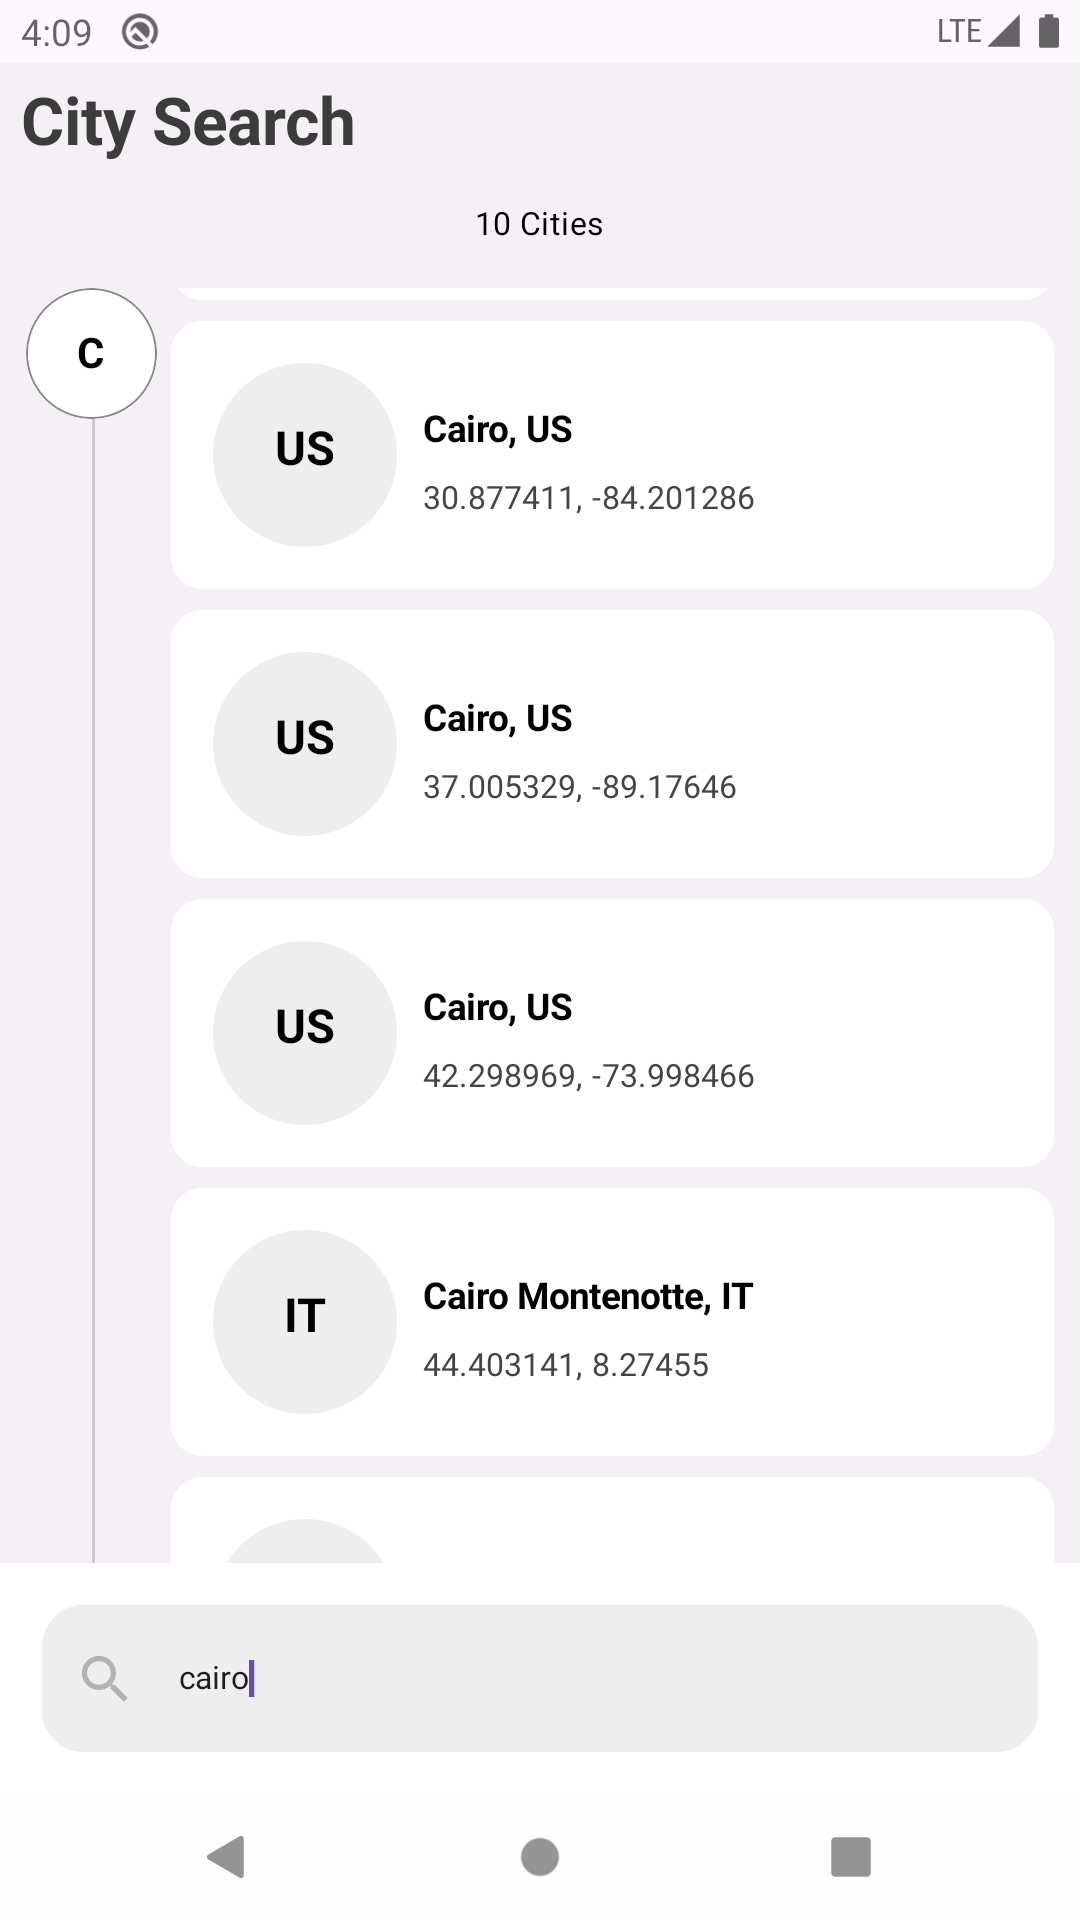 4:09 LTE
City Search
10 Cities
C
US
Cairo, US
30.877411, -84.201286
US
Cairo, US
37.005329, -89.17646
US
Cairo, US
42.298969, -73.998466
IT
Cairo Montenotte, IT
44.403141, 8.27455
cairo